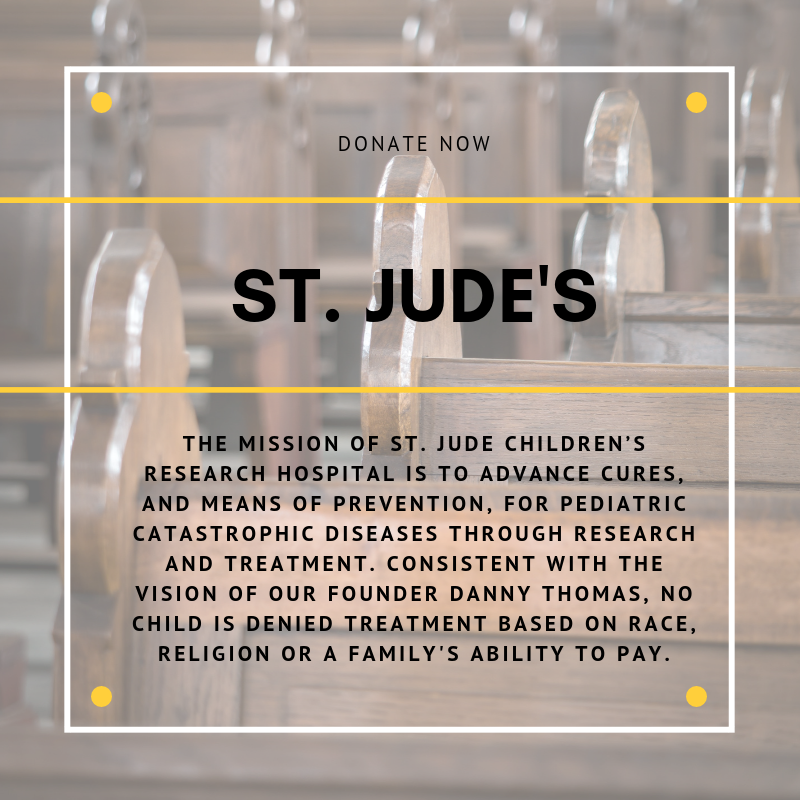 DONATE NOW
ST. JUDE'S
THE MISSION OF ST. JUDE CHILDREN’S
RESEARCH HOSPITAL IS TO ADVANCE CURES,
AND MEANS OF PREVENTION, FOR PEDIATRIC
CATASTROPHIC DISEASES THROUGH RESEARCH
AND TREATMENT. CONSISTENT WITH THE
VISION OF OUR FOUNDER DANNY THOMAS, NO
CHILD IS DENIED TREATMENT BASED ON RACE,
RELIGION OR A FAMILY'S ABILITY TO PAY.